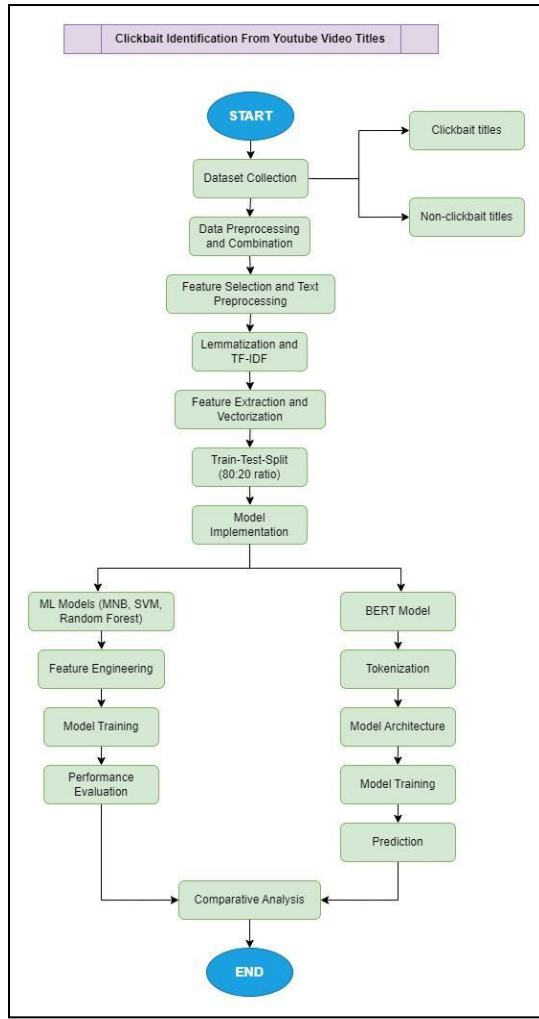 Clickbait Identification From Youtube Video Titles
START
Clickbait titles
Dataset Collection
Non-clickbait titles
Data Preprocessing
and Combination
Feature Selection and Text
Preprocessing
Lemmatization and
TF-IDF
Feature Extraction and
Vectorization
Train-Test-Split
(80:20 ratio)
Model
Implementation
ML Models (MNB, SVM,
Random Forest)
Feature Engineering
Model Training
Performance
Evaluation
BERT Model
Tokenization
Model Architecture
Model Training
Prediction
Comparative Analysis
END